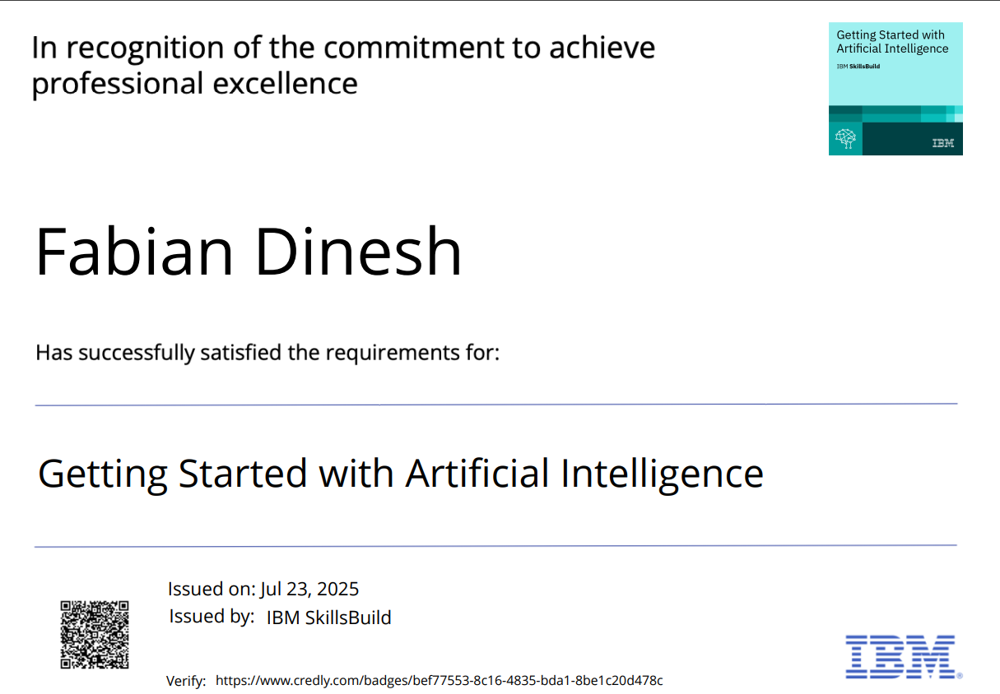 In recognition of the commitment to achieve
professional excellence
Getting Started with
Artificial Intelligence
IBM SkillsBuild
IBM
Fabian Dinesh
Has successfully satisfied the requirements for:
Getting Started with Artificial Intelligence
Issued on: Jul 23, 2025
Issued by: IBM SkillsBuild
Verify: https://www.credly.com/badges/bef77553-8c16-4835-bda1-8be1c20d478c
IBM®